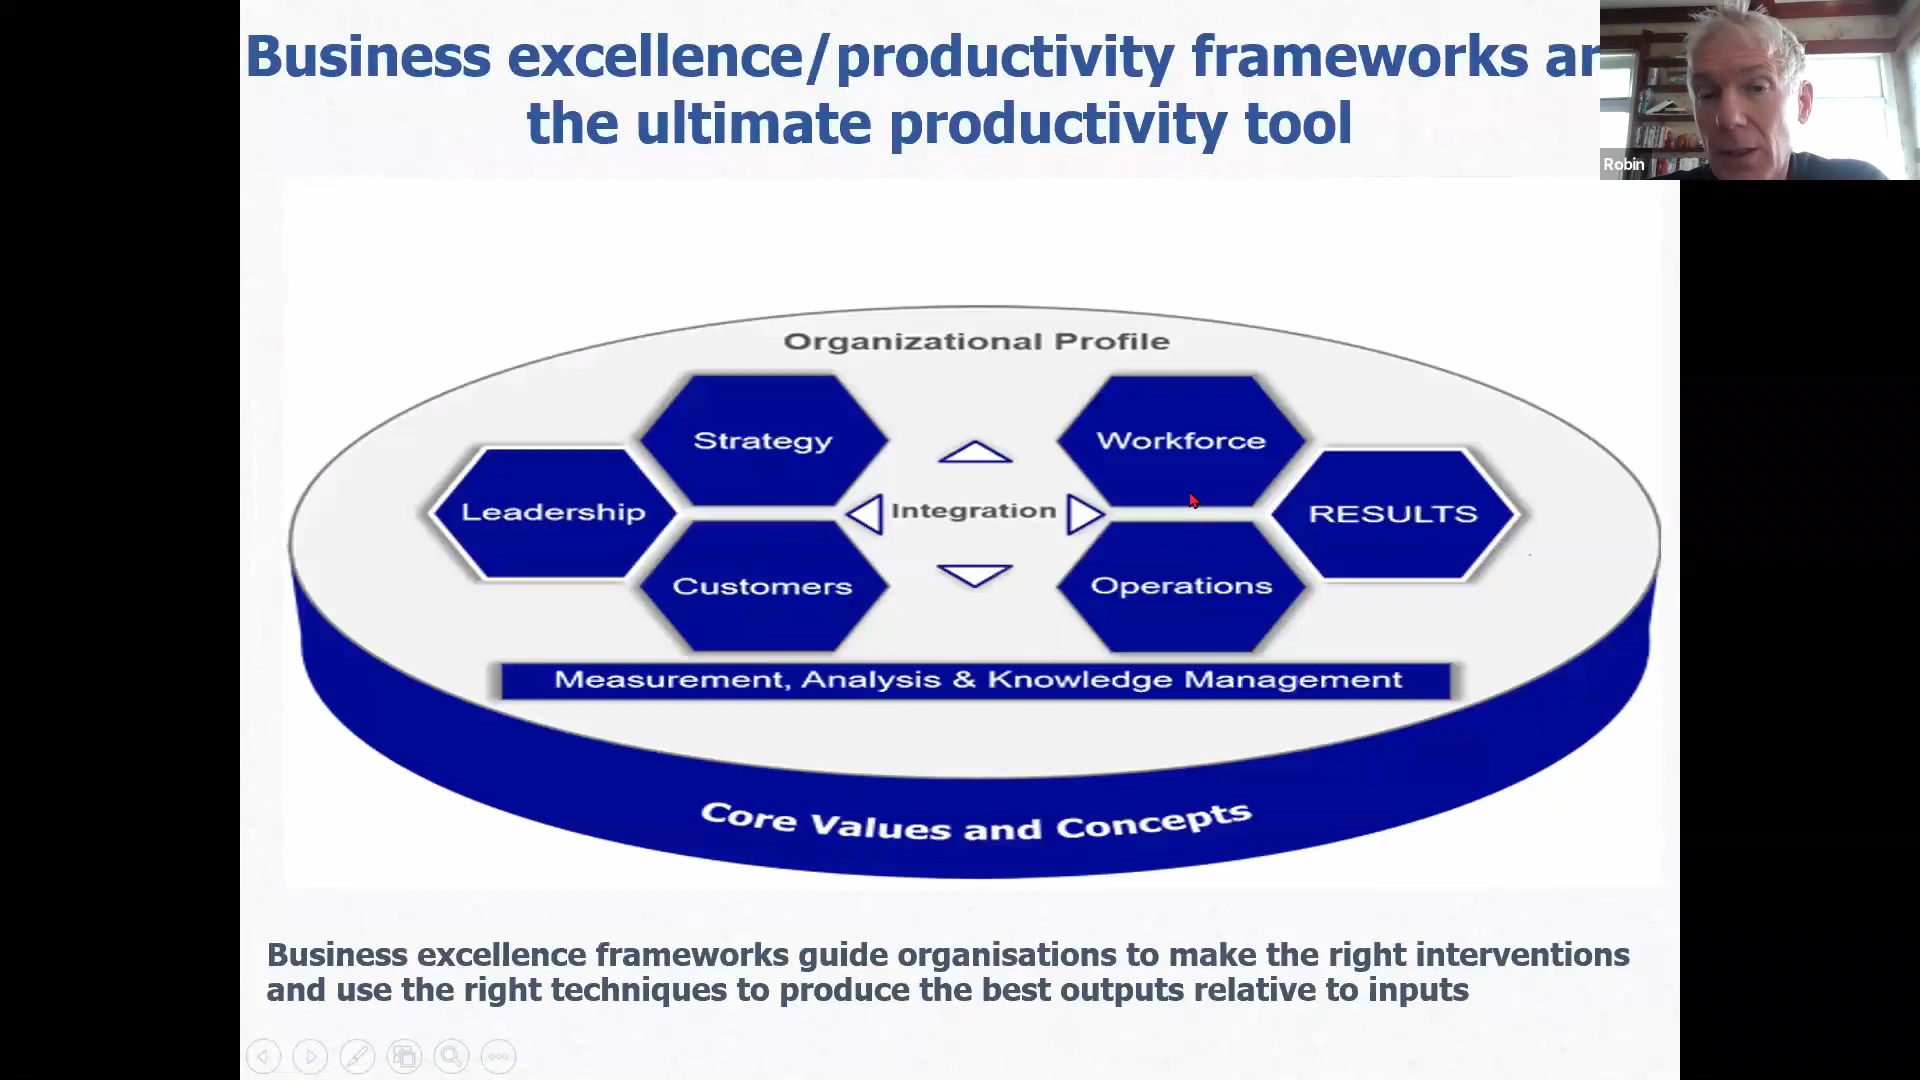 Business excellence/productivity frameworks an
the ultimate productivity tool
Robin
Organizational Profile
Strategy
Workforce
Leadership
Integration
RESULTS
Customers
Operations
Measurement, Analysis & Knowledge Management
Core Values and Concepts
Business excellence frameworks guide organisations to make the right interventions
and use the right techniques to produce the best outputs relative to inputs